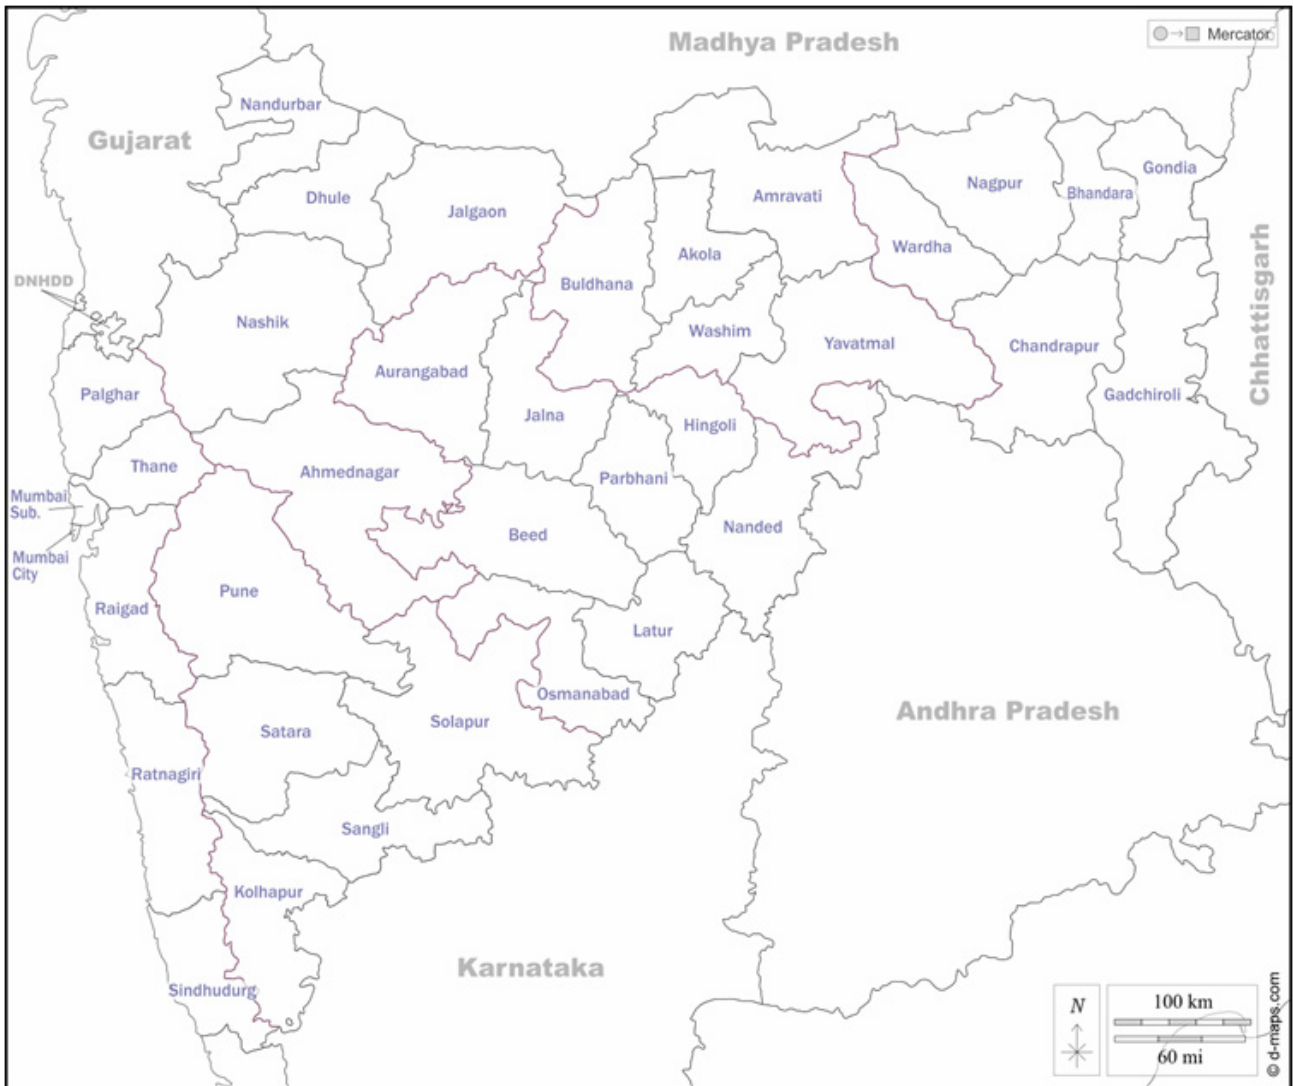 Madhya Pradesh
Mercator
Nandurbar
Gujarat
Dhule
Jalgaon
Amravati
Nagpur
Bhandara
Gondia
Akola
Wardha
DNHDD
Buldhana
Nashik
Washim
Yavatmal
Chandrapur
Chhattisgarh
Aurangabad
Palghar
Gadchiroli
Jalna
Hingoli
Thane
Ahmednagar
Parbhani
Mumbai
Sub.
Beed
Nanded
Mumbai
City
Pune
Raigad
Latur
Osmanabad
Solapur
Andhra Pradesh
Satara
Ratnagiri
Sangli
Kolhapur
Karnataka
Sindhudurg
N
100 km
60 mi
© d-maps.com